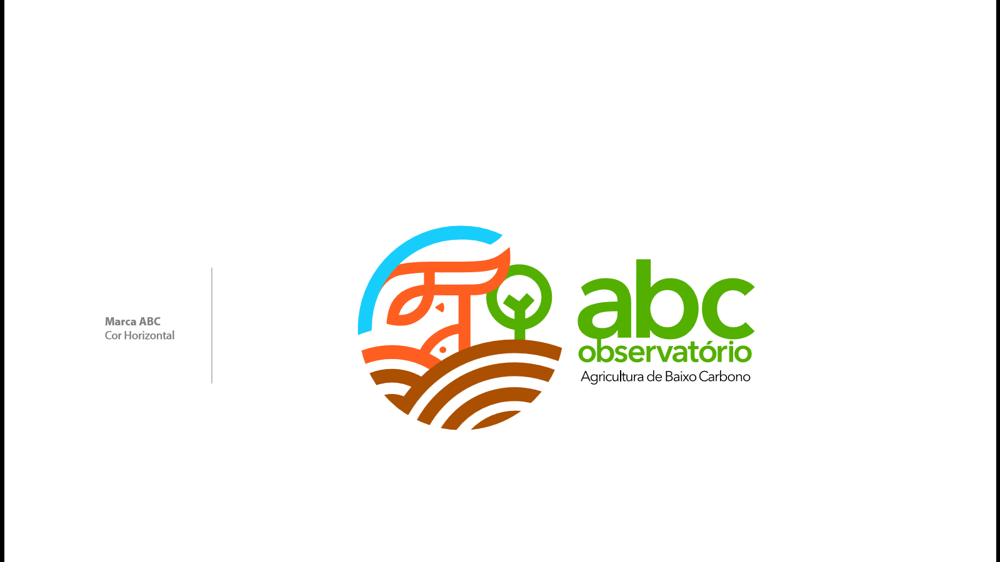 Marca ABC
Cor Horizontal
abc
observatório
Agricultura de Baixo Carbono